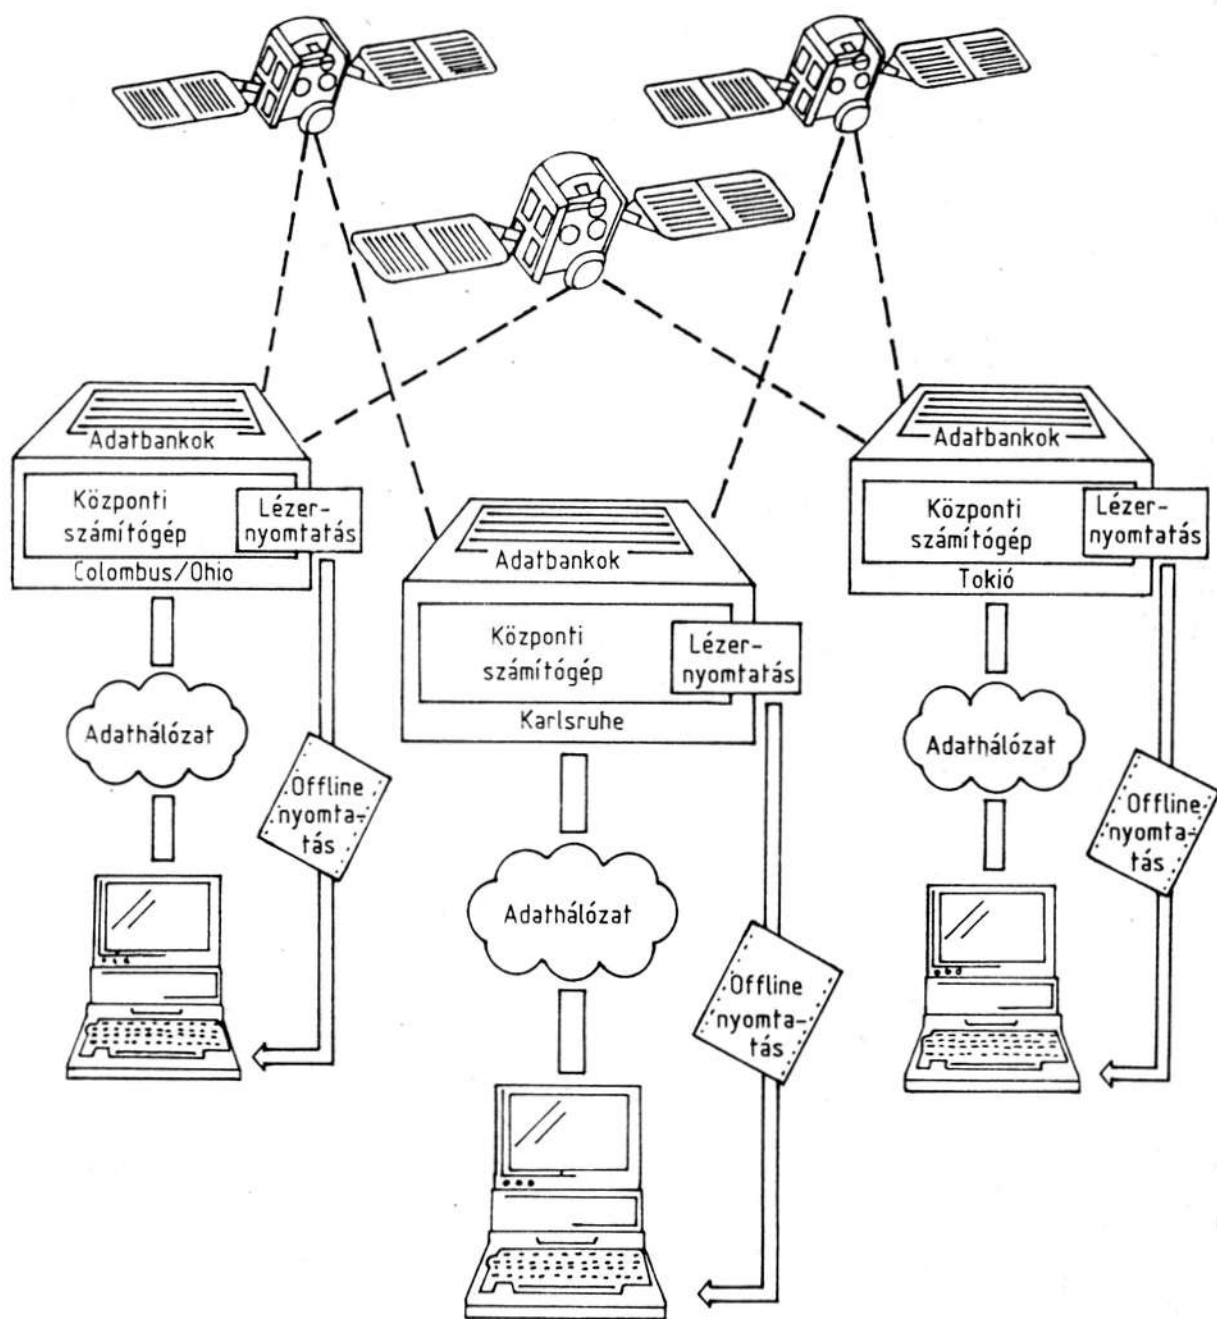 Adatbankok
Központi
számítógép
Lézer-
nyomtatás
Colombus/Ohio
Adathálózat
Offline
nyomta-
tás
Adatbankok
Központi
számítógép
Lézer-
nyomtatás
Karlsruhe
Adathálózat
Offline
nyomta-
tás
Adatbankok
Központi
számítógép
Lézer-
nyomtatás
Tokió
Adathálózat
Offline
nyomta-
tás